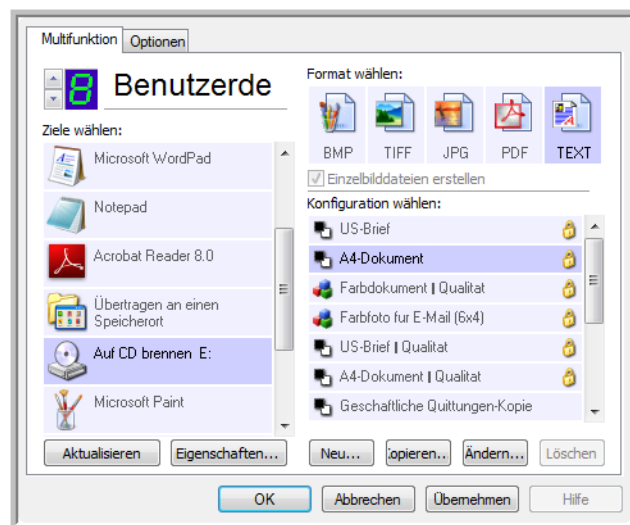 Multifunktion Optionen
8 Benutzerde
Ziele wählen:
Microsoft WordPad
Notepad
Acrobat Reader 8.0
Übertragen an einen
Speicherort
Auf CD brennen E:
Microsoft Paint
Aktualisieren Eigenschaften...
Format wählen:
BMP TIFF JPG PDF TEXT
Einzelbilddateien erstellen
Konfiguration wählen:
US-Brief
A4-Dokument
Farbdokument | Qualitat
Farbfoto fur E-Mail (6x4)
US-Brief | Qualitat
A4-Dokument | Qualitat
Geschaftliche Quittungen-Kopie
Neu... opieren.. Ändern... Löschen
OK Abbrechen Übernehmen Hilfe